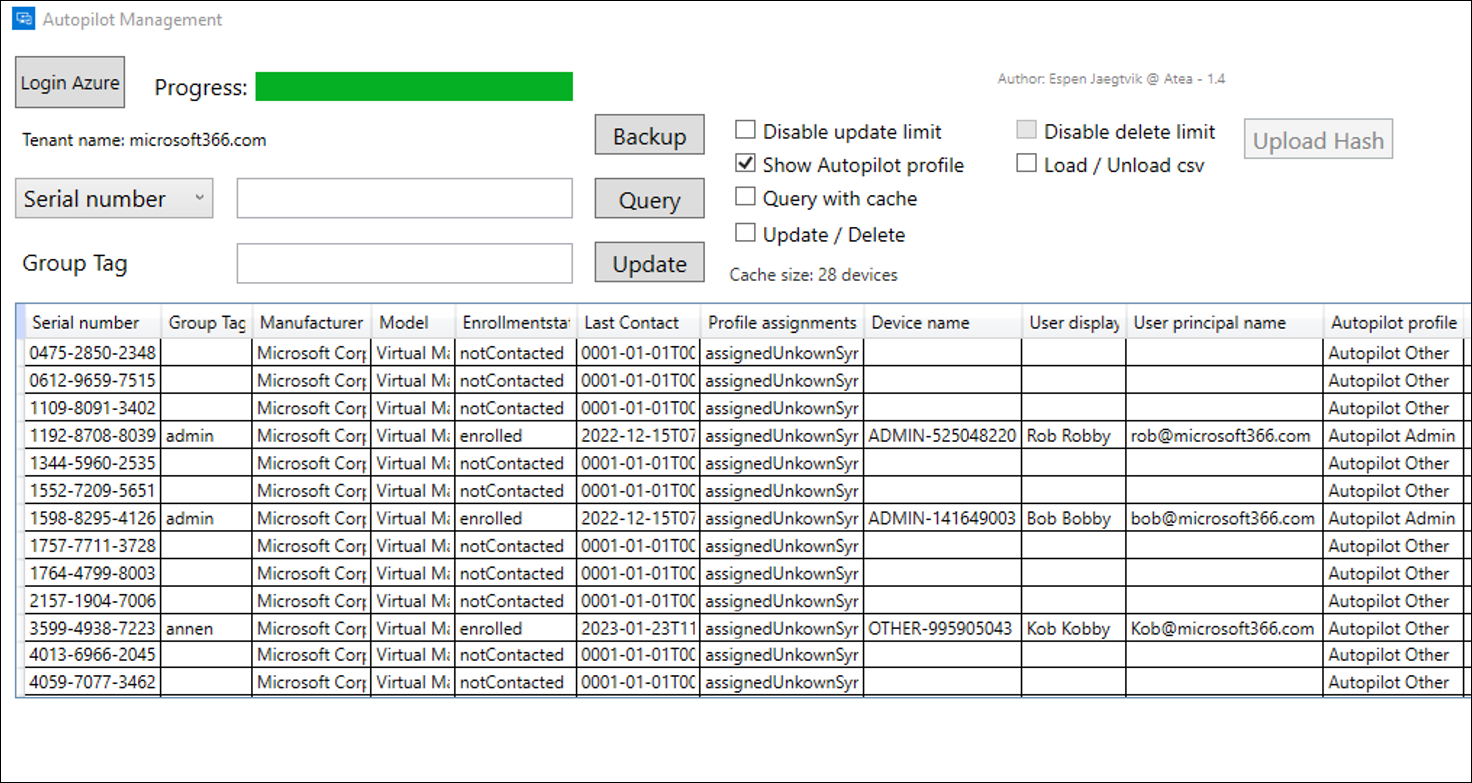 Autopilot Management
Login Azure
Progress:
Author: Espen Jaegtvik @ Atea - 1.4
Tenant name: microsoft366.com
Backup
Disable update limit
Disable delete limit
Upload Hash
Show Autopilot profile
Load / Unload csv
Serial number
Query
Query with cache
Group Tag
Update
Update / Delete
Cache size: 28 devices
Serial number Group Tag Manufacturer Model Enrollmentstat Last Contact Profile assignments Device name User display User principal name Autopilot profile
0475-2850-2348 Microsoft Corp Virtual Ma notContacted 0001-01-01T00 assignedUnkownSyr Autopilot Other
0612-9659-7515 Microsoft Corp Virtual Ma notContacted 0001-01-01T00 assignedUnkownSyr Autopilot Other
1109-8091-3402 Microsoft Corp Virtual Ma notContacted 0001-01-01T00 assignedUnkownSyr Autopilot Other
1192-8708-8039 admin Microsoft Corp Virtual Ma enrolled 2022-12-15T07 assignedUnkownSyr ADMIN-525048220 Rob Robby rob@microsoft366.com Autopilot Admin
1344-5960-2535 Microsoft Corp Virtual Ma notContacted 0001-01-01T00 assignedUnkownSyr Autopilot Other
1552-7209-5651 Microsoft Corp Virtual Ma notContacted 0001-01-01T00 assignedUnkownSyr Autopilot Other
1598-8295-4126 admin Microsoft Corp Virtual Ma enrolled 2022-12-15T07 assignedUnkownSyr ADMIN-141649003 Bob Bobby bob@microsoft366.com Autopilot Admin
1757-7711-3728 Microsoft Corp Virtual Ma notContacted 0001-01-01T00 assignedUnkownSyr Autopilot Other
1764-4799-8003 Microsoft Corp Virtual Ma notContacted 0001-01-01T00 assignedUnkownSyr Autopilot Other
2157-1904-7006 Microsoft Corp Virtual Ma notContacted 0001-01-01T00 assignedUnkownSyr Autopilot Other
3599-4938-7223 annen Microsoft Corp Virtual Ma enrolled 2023-01-23T11 assignedUnkownSyr OTHER-995905043 Kob Kobby Kob@microsoft366.com Autopilot Other
4013-6966-2045 Microsoft Corp Virtual Ma notContacted 0001-01-01T00 assignedUnkownSyr Autopilot Other
4059-7077-3462 Microsoft Corp Virtual Ma notContacted 0001-01-01T00 assignedUnkownSyr Autopilot Other